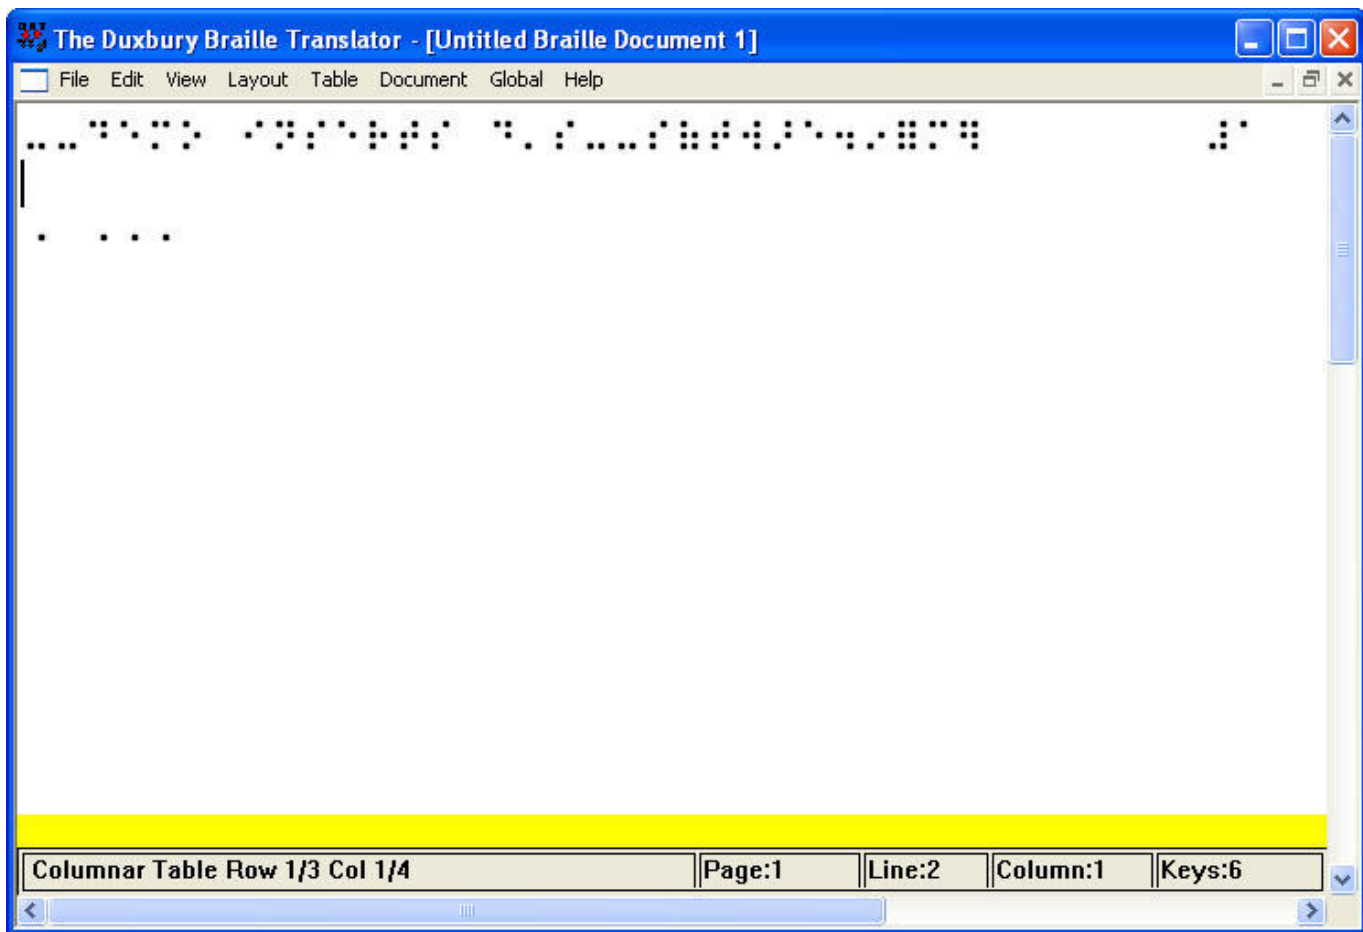 The Duxbury Braille Translator - [Untitled Braille Document 1]
File Edit View Layout Table Document Global Help
⠤⠤⠙⠑⠍⠕ ⠊⠝⠎⠑⠗⠞⠎ ⠼⠁
Columnar Table Row 1/3 Col 1/4 Page:1 Line:2 Column:1 Keys:6